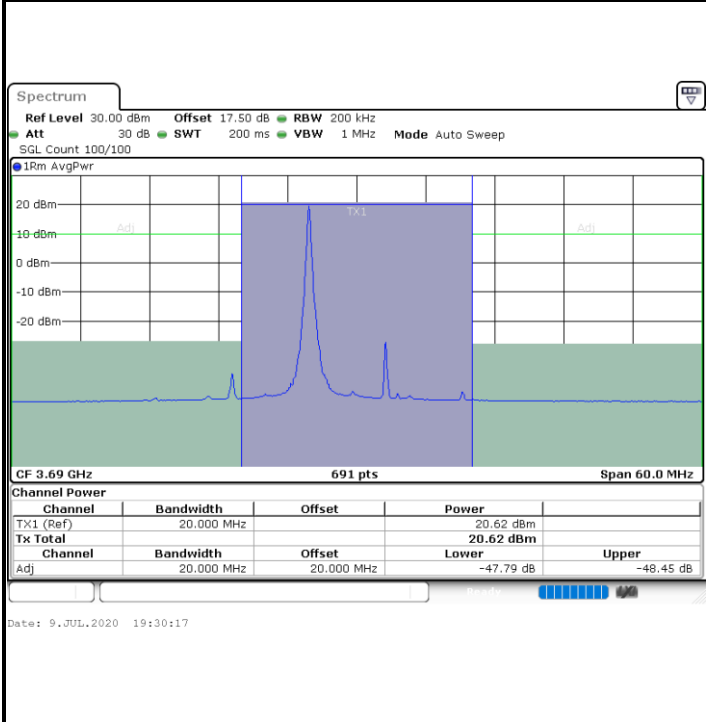 Spectrum
Ref Level 30.00 dBm Offset 17.50 dB RBW 200 kHz
Att 30 dB SWT 200 ms VBW 1 MHz Mode Auto Sweep
SGL Count 100/100
1Rm AvgPwr
TX1
20 dBm
Adj Adj
10 dBm
0 dBm
-10 dBm
-20 dBm
CF 3.69 GHz 691 pts Span 60.0 MHz
Channel Power
Channel Bandwidth Offset Power
TX1 (Ref) 20.000 MHz 20.62 dBm
Tx Total 20.62 dBm
Channel Bandwidth Offset Lower Upper
Adj 20.000 MHz 20.000 MHz -47.79 dB -48.45 dB
Ready
Date: 9.JUL.2020 19:30:17